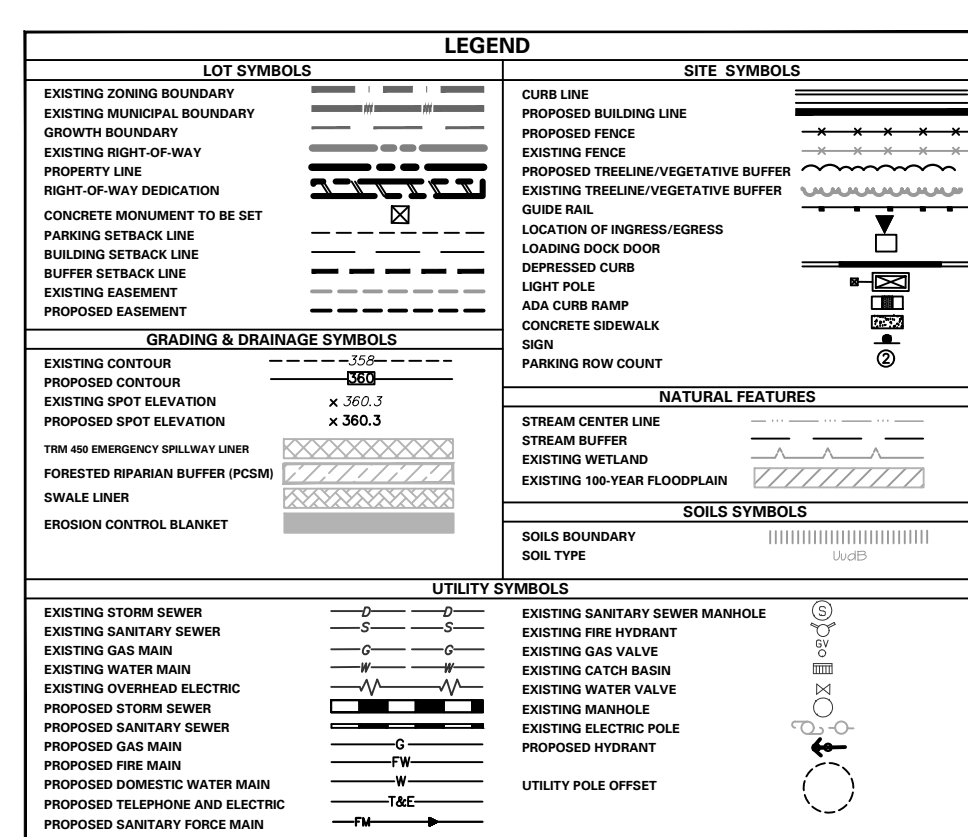 LEGEND
LOT SYMBOLS
EXISTING ZONING BOUNDARY
EXISTING MUNICIPAL BOUNDARY
GROWTH BOUNDARY
EXISTING RIGHT-OF-WAY
PROPERTY LINE
RIGHT-OF-WAY DEDICATION
CONCRETE MONUMENT TO BE SET
PARKING SETBACK LINE
BUILDING SETBACK LINE
BUFFER SETBACK LINE
EXISTING EASEMENT
PROPOSED EASEMENT
GRADING & DRAINAGE SYMBOLS
EXISTING CONTOUR 358
PROPOSED CONTOUR 360
EXISTING SPOT ELEVATION x 360.3
PROPOSED SPOT ELEVATION x 360.3
TRM 450 EMERGENCY SPILLWAY LINER
FORESTED RIPARIAN BUFFER (PCSM)
SWALE LINER
EROSION CONTROL BLANKET
SITE SYMBOLS
CURB LINE
PROPOSED BUILDING LINE
PROPOSED FENCE
EXISTING FENCE
PROPOSED TREELINE/VEGETATIVE BUFFER
EXISTING TREELINE/VEGETATIVE BUFFER
GUIDE RAIL
LOCATION OF INGRESS/EGRESS
LOADING DOCK DOOR
DEPRESSED CURB
LIGHT POLE
ADA CURB RAMP
CONCRETE SIDEWALK
SIGN
PARKING ROW COUNT 2
NATURAL FEATURES
STREAM CENTER LINE
STREAM BUFFER
EXISTING WETLAND
EXISTING 100-YEAR FLOODPLAIN
SOILS SYMBOLS
SOILS BOUNDARY
SOIL TYPE UudB
UTILITY SYMBOLS
EXISTING STORM SEWER D D
EXISTING SANITARY SEWER S S
EXISTING GAS MAIN G G
EXISTING WATER MAIN W W
EXISTING OVERHEAD ELECTRIC
PROPOSED STORM SEWER
PROPOSED SANITARY SEWER
PROPOSED GAS MAIN G
PROPOSED FIRE MAIN FW
PROPOSED DOMESTIC WATER MAIN W
PROPOSED TELEPHONE AND ELECTRIC T&E
PROPOSED SANITARY FORCE MAIN FM
EXISTING SANITARY SEWER MANHOLE S
EXISTING FIRE HYDRANT
EXISTING GAS VALVE GV
EXISTING CATCH BASIN
EXISTING WATER VALVE
EXISTING MANHOLE
EXISTING ELECTRIC POLE
PROPOSED HYDRANT
UTILITY POLE OFFSET